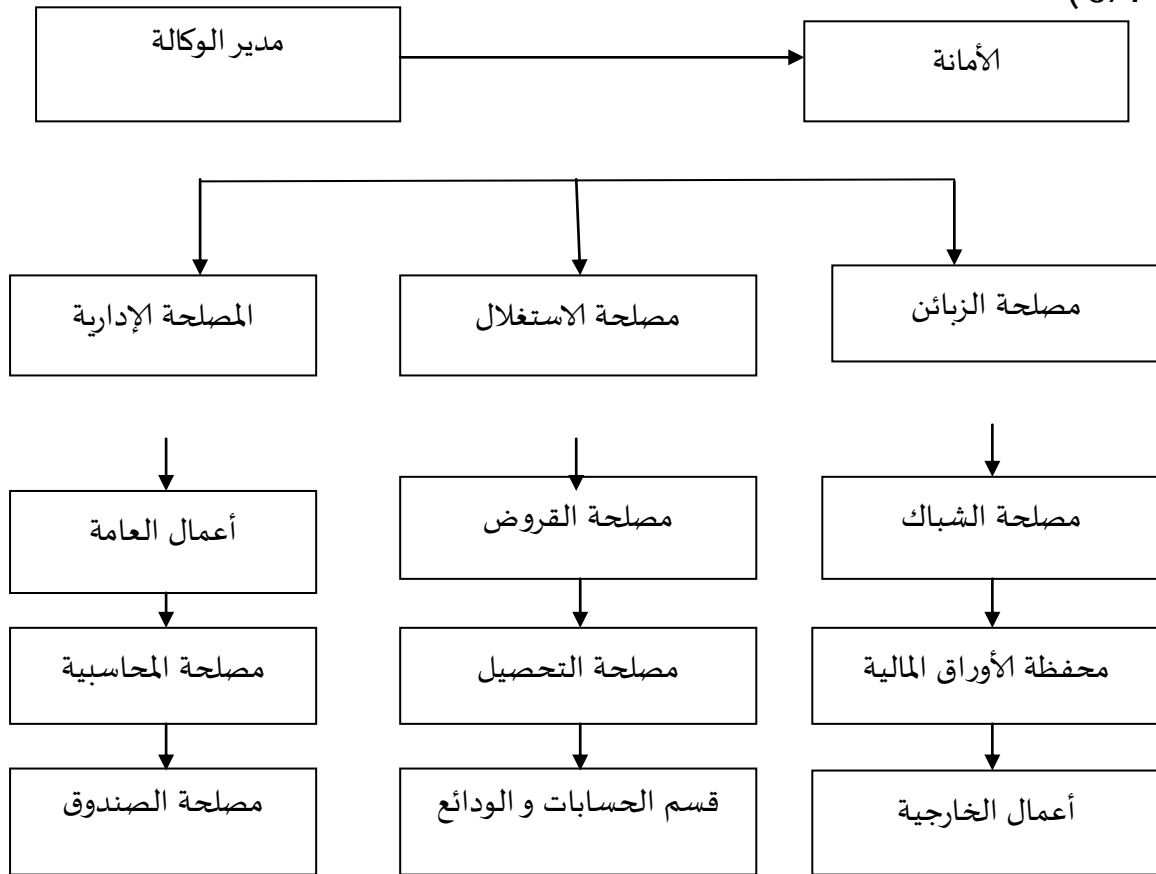 مدير الوكالة
الأمانة
مصلحة الزبائن
مصلحة الاستغلال
المصلحة الإدارية
مصلحة الشباك
مصلحة القروض
أعمال العامة
محفظة الأوراق المالية
مصلحة التحصيل
مصلحة المحاسبية
أعمال الخارجية
قسم الحسابات و الودائع
مصلحة الصندوق